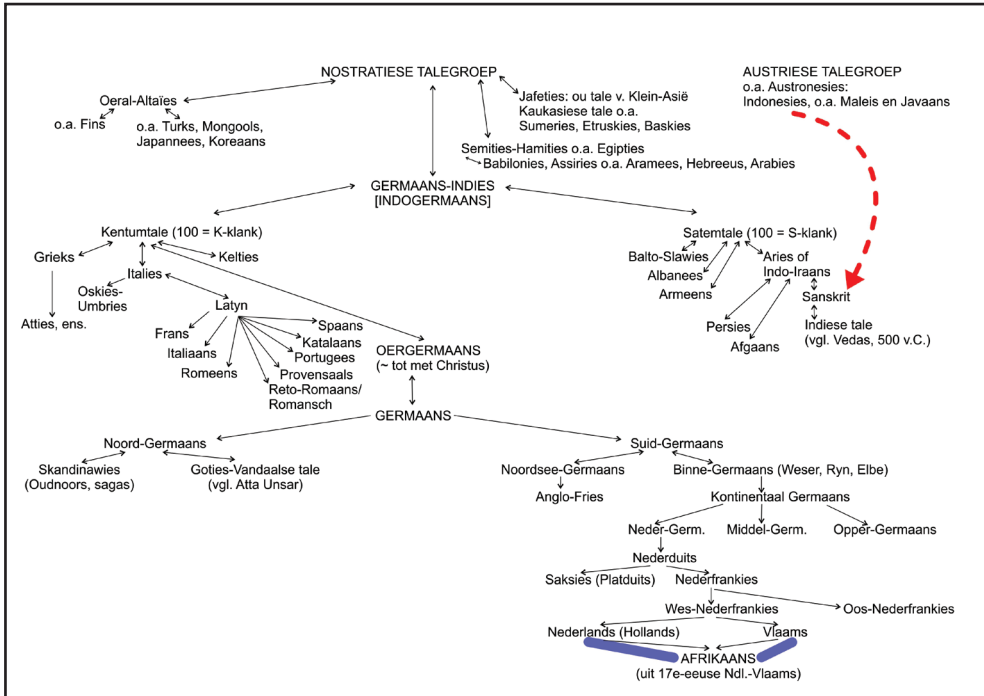 NOSTRATIESE TALEGROEP
AUSTRIESE TALEGROEP
o.a. Austronesies:
Indonesies, o.a. Maleis en Javaans
Oeral-Altaïes
o.a. Fins
o.a. Turks, Mongools,
Japannees, Koreaans
Jafeties: ou tale v. Klein-Asië
Kaukasiese tale o.a.
Sumeries, Etruskies, Baskies
Semities-Hamities o.a. Egipties
Babilonies, Assiries o.a. Aramees, Hebreeus, Arabies
GERMAANS-INDIES
[INDOGERMAANS]
Kentumtale (100 = K-klank)
Grieks
Kelties
Italies
Oskies-
Umbries
Atties, ens.
Latyn
Frans
Italiaans
Romeens
Spaans
Katalaans
Portugees
Provensaals
Reto-Romaans/
Romansch
Satemtale (100 = S-klank)
Balto-Slawies
Albanees
Armeens
Aries of
Indo-Iraans
Sanskrit
Persies
Afgaans
Indiese tale
(vgl. Vedas, 500 v.C.)
OERGERMAANS
(~ tot met Christus)
GERMAANS
Noord-Germaans
Skandinawies
(Oudnoors, sagas)
Goties-Vandaalse tale
(vgl. Atta Unsar)
Suid-Germaans
Noordsee-Germaans
Anglo-Fries
Binne-Germaans (Weser, Ryn, Elbe)
Kontinentaal Germaans
Neder-Germ.
Middel-Germ.
Opper-Germaans
Nederduits
Saksies (Platduits)
Nederfrankies
Wes-Nederfrankies
Oos-Nederfrankies
Nederlands (Hollands)
Vlaams
AFRIKAANS
(uit 17e-eeuse Ndl.-Vlaams)